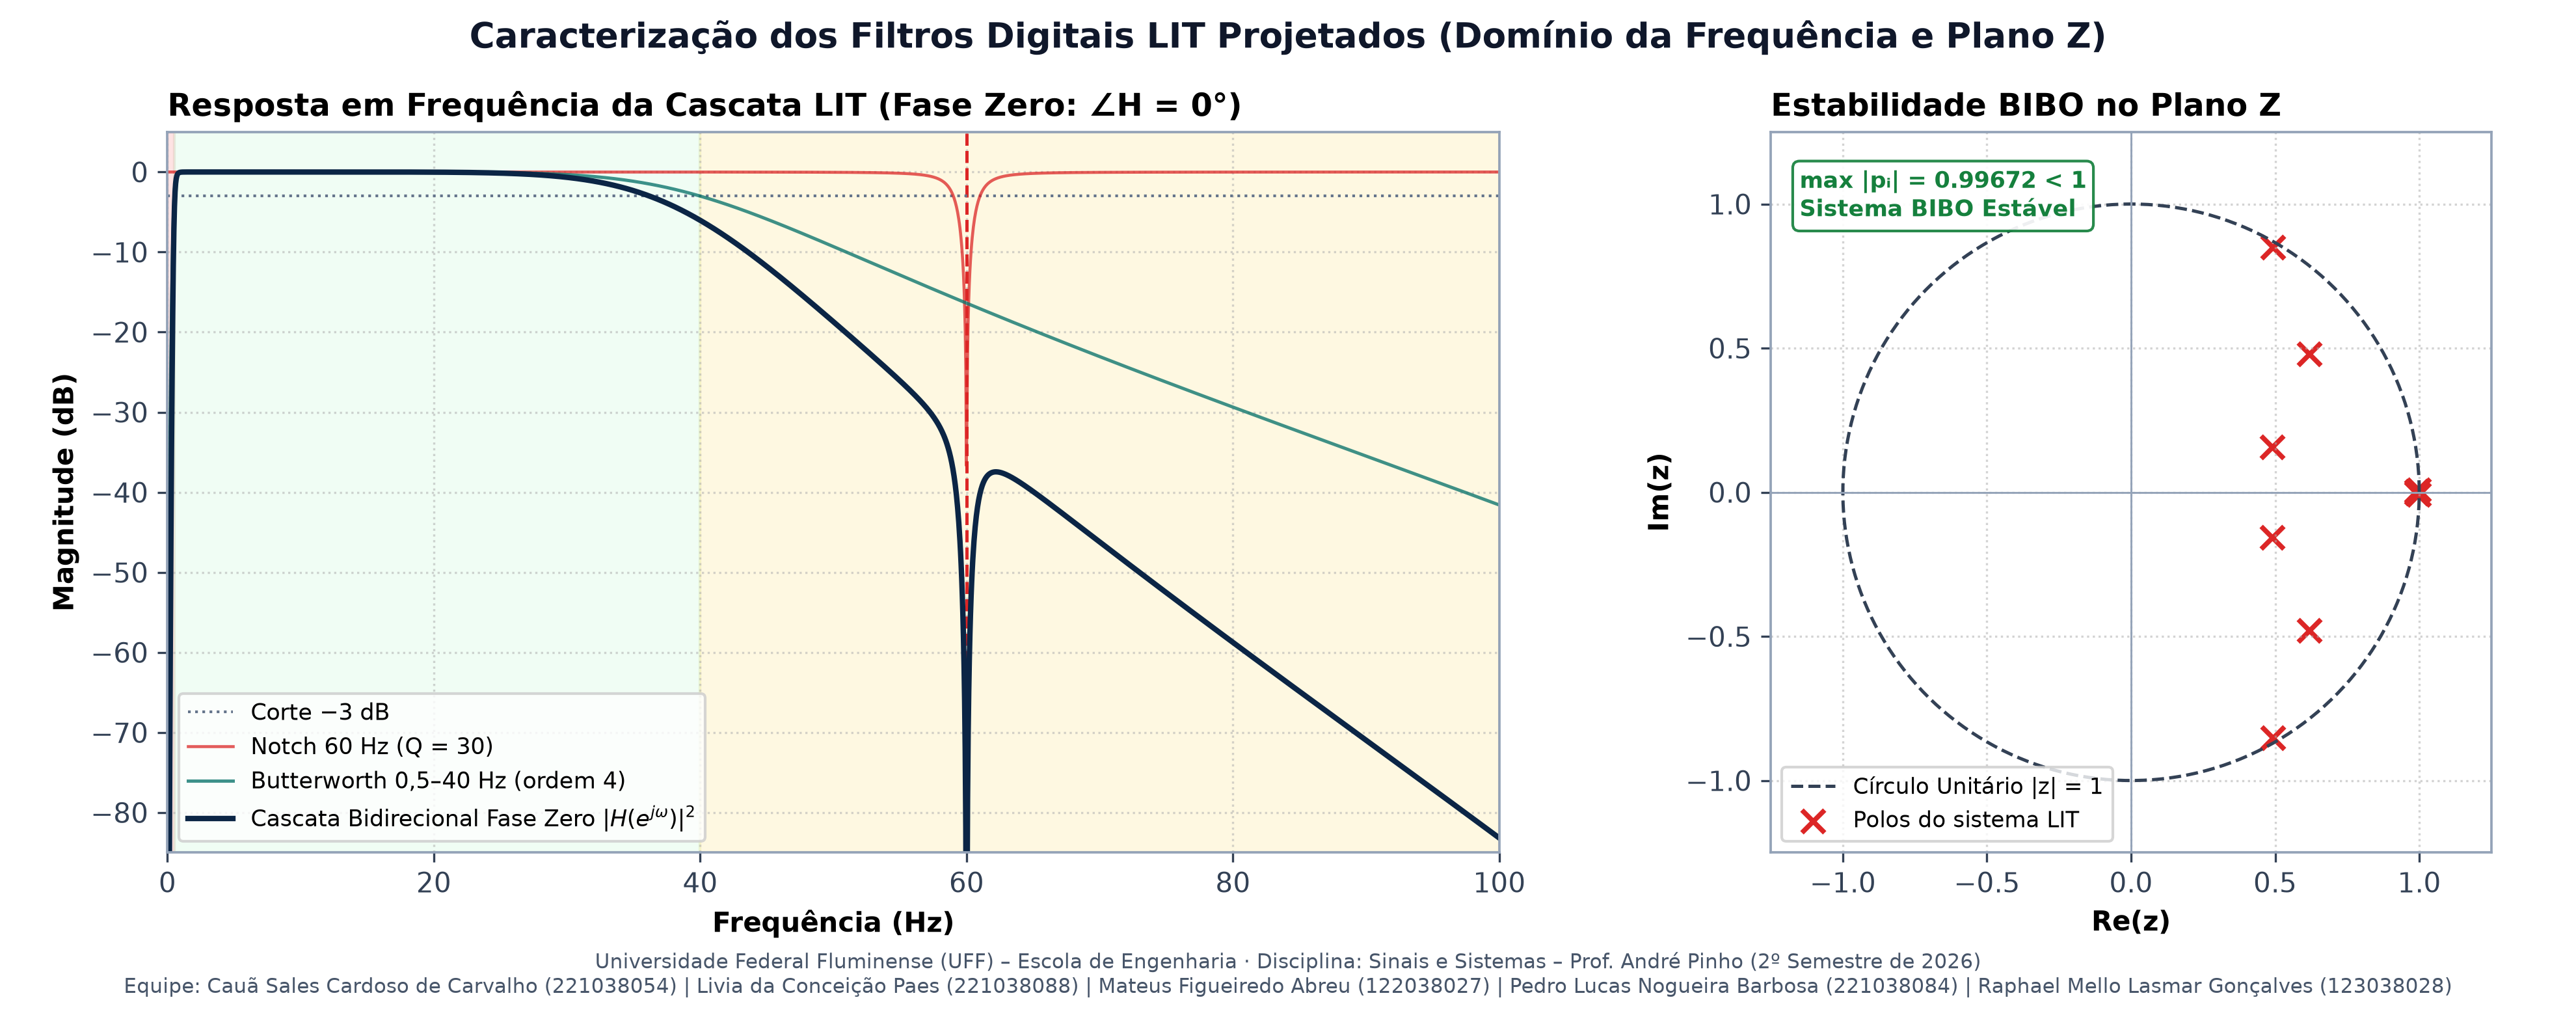 Caracterização dos Filtros Digitais LIT Projetados (Domínio da Frequência e Plano Z)
Resposta em Frequência da Cascata LIT (Fase Zero: ∠H = 0°)
Magnitude (dB)
0
−10
−20
−30
−40
−50
−60
−70
−80
Corte −3 dB
Notch 60 Hz (Q = 30)
Butterworth 0,5–40 Hz (ordem 4)
Cascata Bidirecional Fase Zero |H(e^{jω})|²
0 20 40 60 80 100
Frequência (Hz)
Estabilidade BIBO no Plano Z
max |pᵢ| = 0.99672 < 1
Sistema BIBO Estável
Im(z)
1.0
0.5
0.0
−0.5
−1.0
Círculo Unitário |z| = 1
Polos do sistema LIT
−1.0 −0.5 0.0 0.5 1.0
Re(z)
Universidade Federal Fluminense (UFF) – Escola de Engenharia · Disciplina: Sinais e Sistemas – Prof. André Pinho (2º Semestre de 2026)
Equipe: Cauã Sales Cardoso de Carvalho (221038054) | Livia da Conceição Paes (221038088) | Mateus Figueiredo Abreu (122038027) | Pedro Lucas Nogueira Barbosa (221038084) | Raphael Mello Lasmar Gonçalves (123038028)